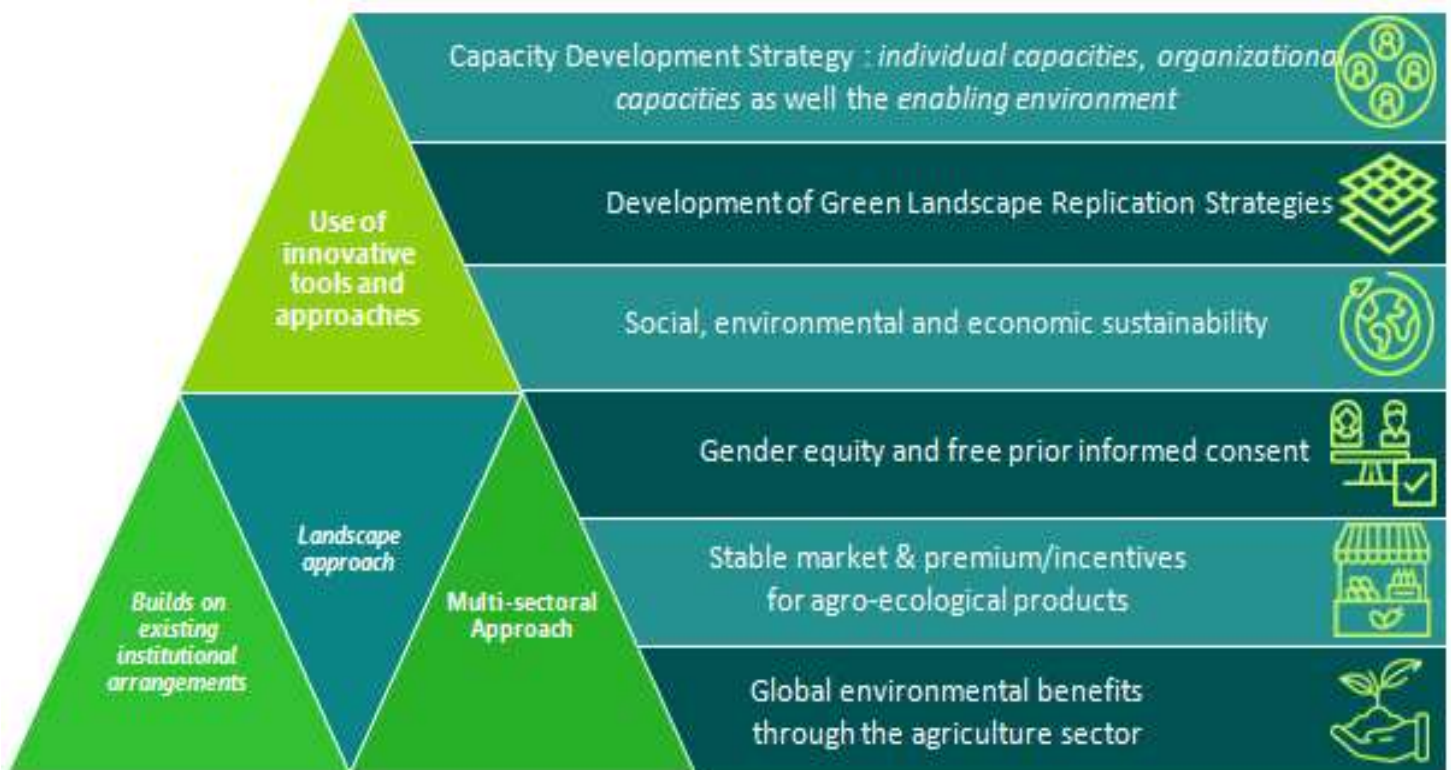 Capacity Development Strategy : individual capacities, organizational
capacities as well the enabling environment
Development of Green Landscape Replication Strategies
Social, environmental and economic sustainability
Gender equity and free prior informed consent
Stable market & premium/incentives
for agro-ecological products
Global environmental benefits
through the agriculture sector
Use of
innovative
tools and
approaches
Landscape
approach
Builds on
existing
institutional
arrangements
Multi-sectoral
Approach